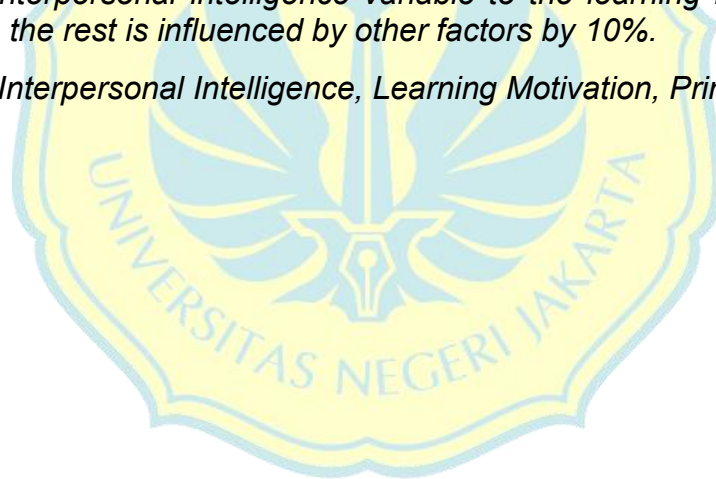 interpersonal intelligence variable to the learning
the rest is influenced by other factors by 10%.
Interpersonal Intelligence, Learning Motivation,
UNIVERSITAS NEGERI JAKARTA